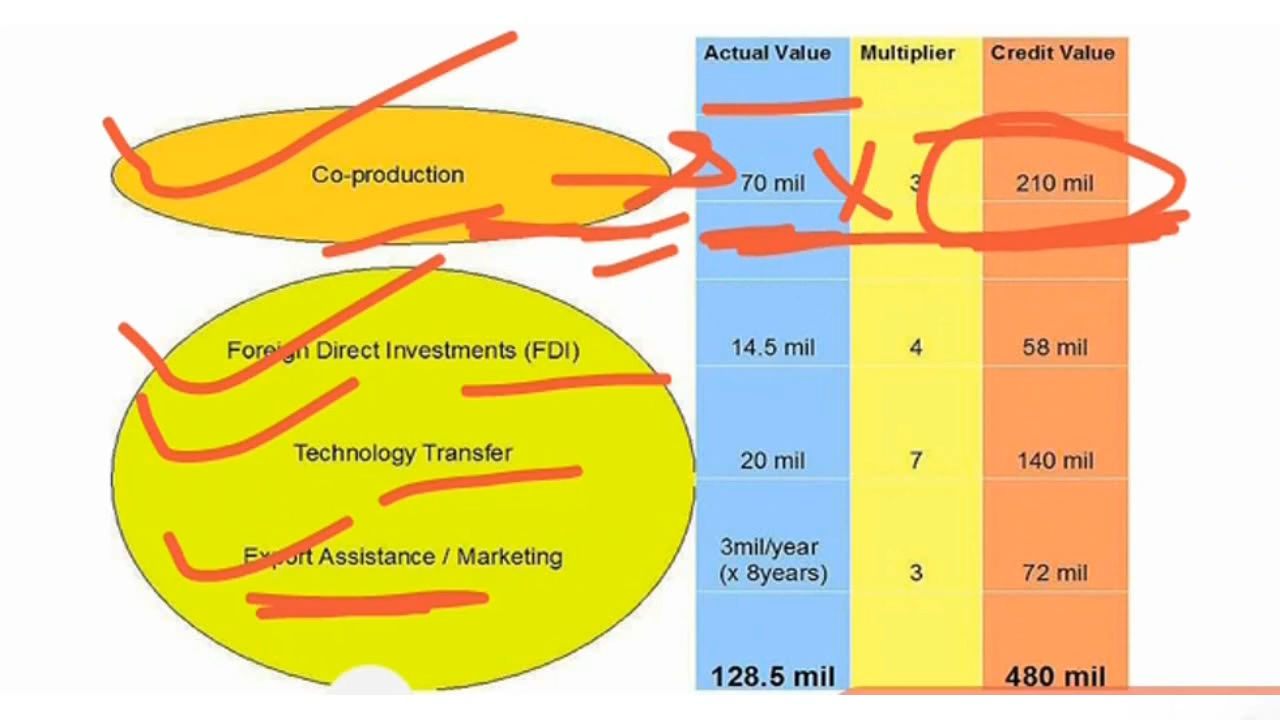 Actual Value Multiplier Credit Value
Co-production 70 mil 3 210 mil
Foreign Direct Investments (FDI) 14.5 mil 4 58 mil
Technology Transfer 20 mil 7 140 mil
Export Assistance / Marketing 3mil/year
(x 8years) 3 72 mil
128.5 mil 480 mil